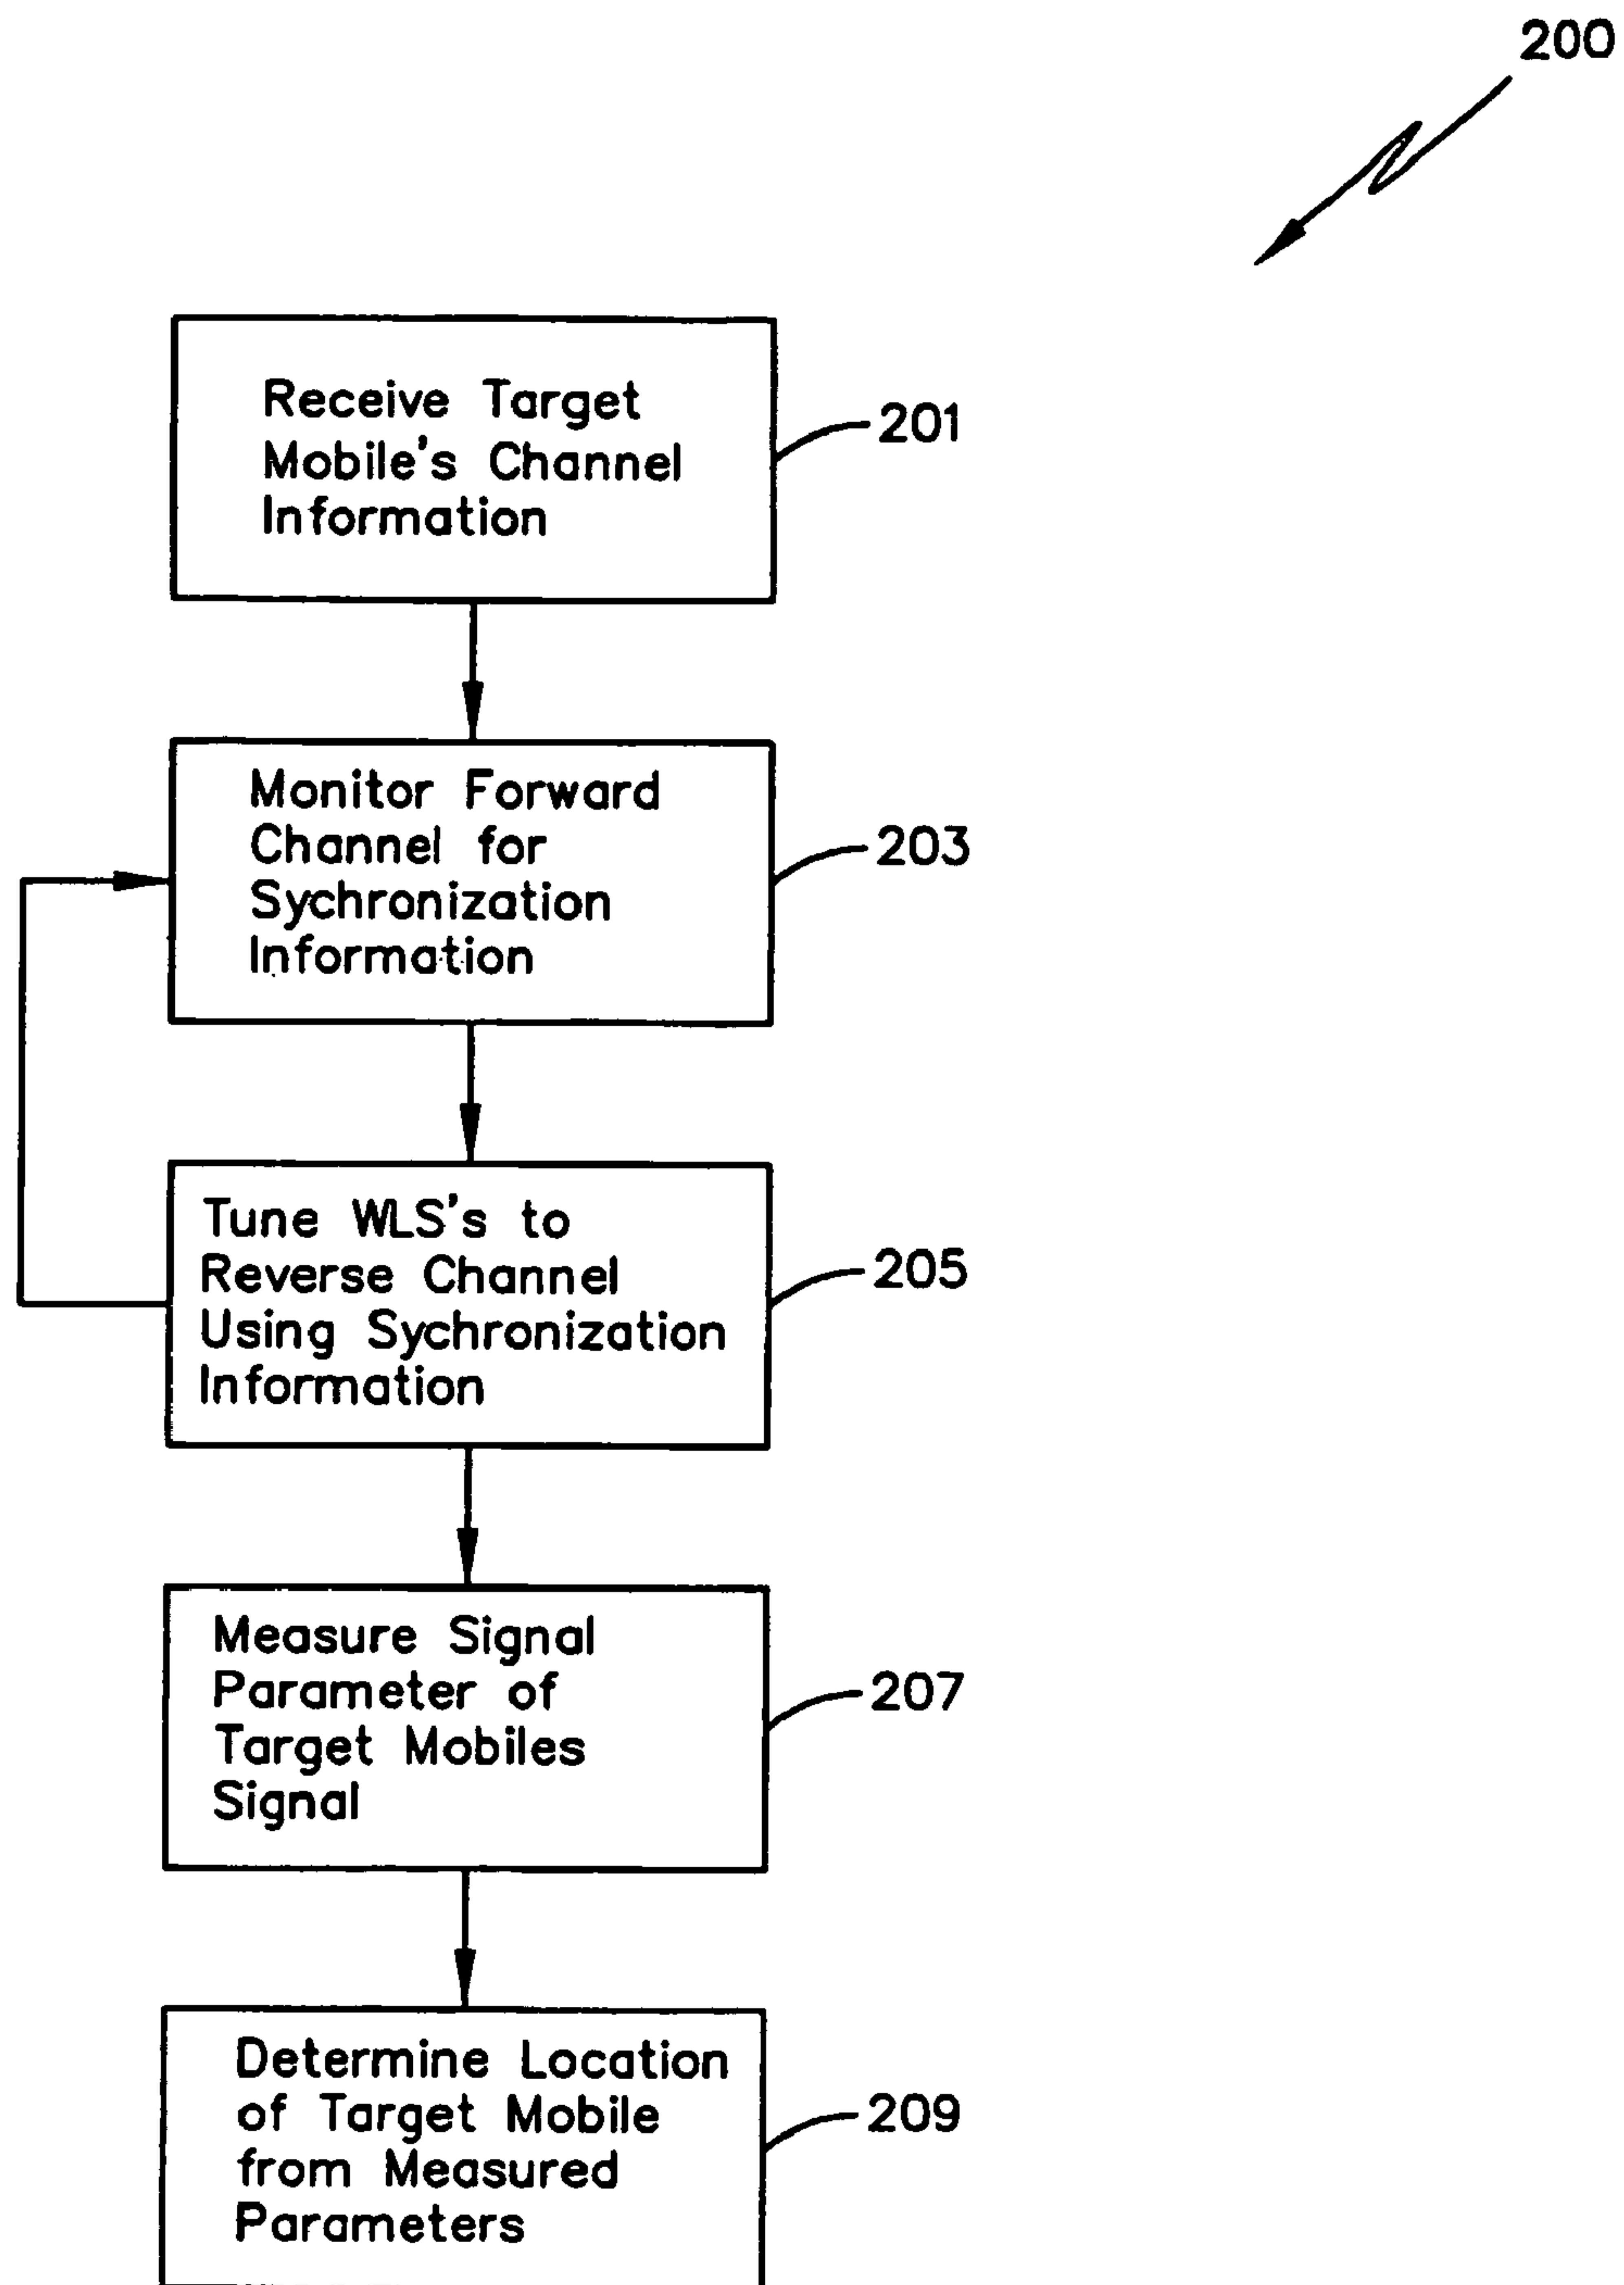 200
Receive Target
Mobile's Channel
Information
201
Monitor Forward
Channel for
Sychronization
Information
203
Tune WLS's to
Reverse Channel
Using Sychronization
Information
205
Measure Signal
Parameter of
Target Mobiles
Signal
207
Determine Location
of Target Mobile
from Measured
Parameters
209